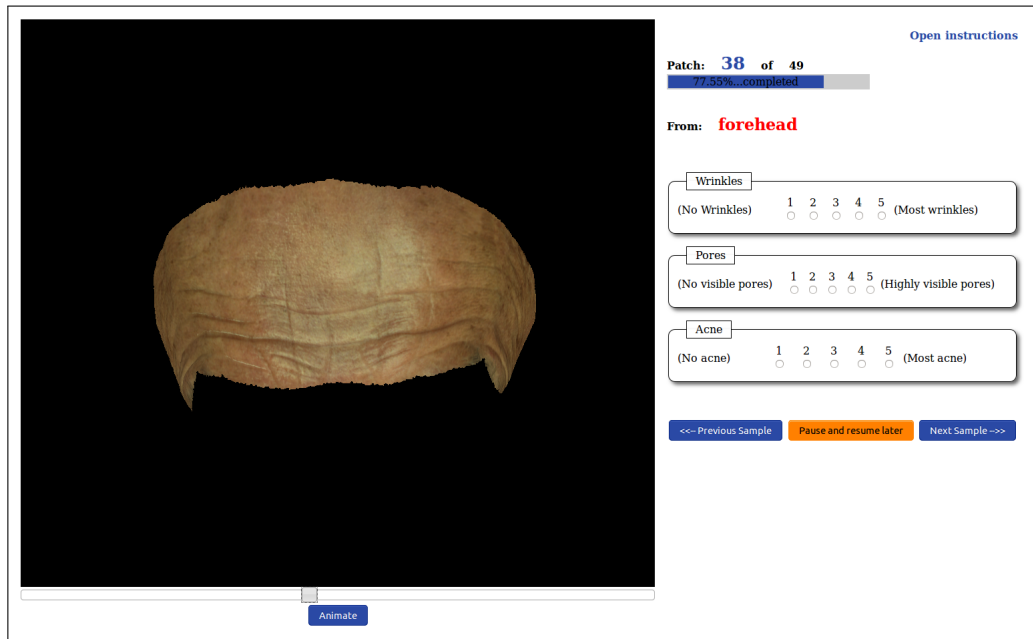 Open instructions
Patch: 38 of 49
77.55%...completed
From: forehead
Wrinkles
1 2 3 4 5
(No Wrinkles) (Most wrinkles)
Pores
1 2 3 4 5
(No visible pores) (Highly visible pores)
Acne
1 2 3 4 5
(No acne) (Most acne)
<<-- Previous Sample Pause and resume later Next Sample -->>
Animate